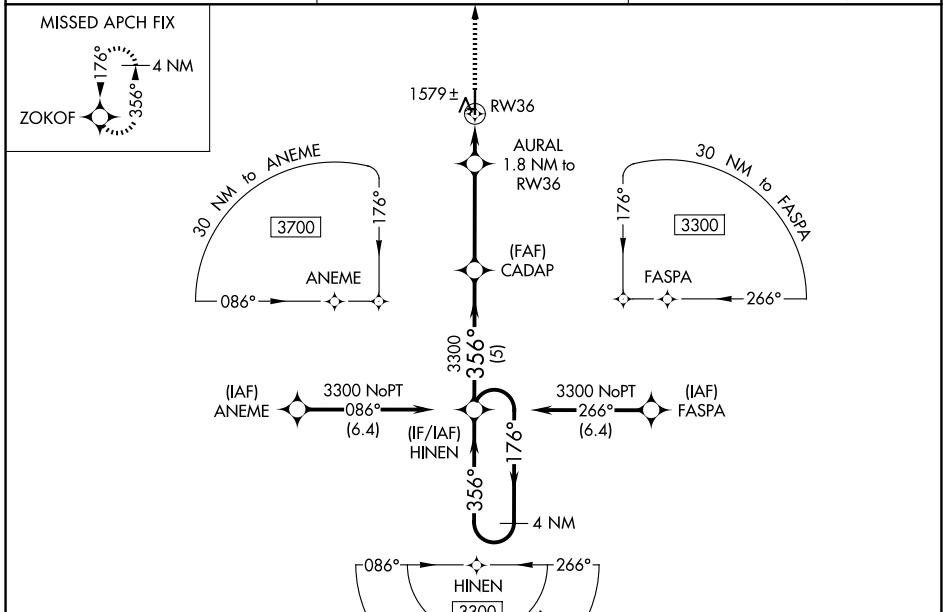 MISSED APCH FIX
176°
4 NM
356°
ZOKOF
1579 ±
RW36
AURAL
1.8 NM to
RW36
30 NM to ANEME
3700
176°
ANEME
086°
(FAF)
CADAP
30 NM to FASPA
3300
176°
FASPA
266°
3300
356°
(5)
(IAF)
ANEME
3300 NoPT
086°
(6.4)
(IF/IAF)
HINEN
3300 NoPT
266°
(6.4)
(IAF)
FASPA
356°
176°
4 NM
086°
266°
HINEN
3300